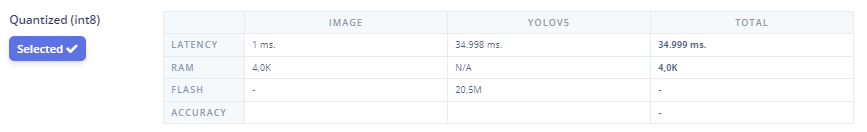 Quantized (int8)
Selected ✓
IMAGE YOLOV5 TOTAL
LATENCY 1 ms. 34.998 ms. 34.999 ms.
RAM 4,0K N/A 4,0K
FLASH - 20,5M -
ACCURACY -